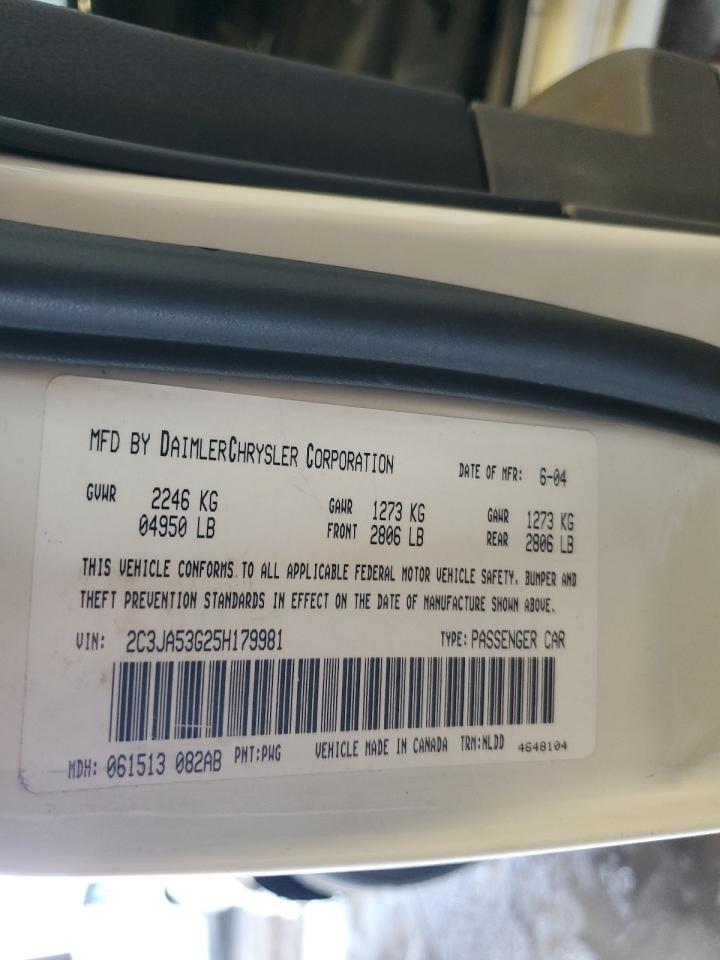 MFD BY DAIMLERCHRYSLER CORPORATION DATE OF MFR: 6-04
GVWR 2246 KG GAWR 1273 KG GAWR 1273 KG
04950 LB FRONT 2806 LB REAR 2806 LB
THIS VEHICLE CONFORMS TO ALL APPLICABLE FEDERAL MOTOR VEHICLE SAFETY, BUMPER AND
THEFT PREVENTION STANDARDS IN EFFECT ON THE DATE OF MANUFACTURE SHOWN ABOVE.
VIN: 2C3JA53G25H179981 TYPE: PASSENGER CAR
MDH: 061513 082AB PNT:PWG VEHICLE MADE IN CANADA TRM:NLDD 4648104